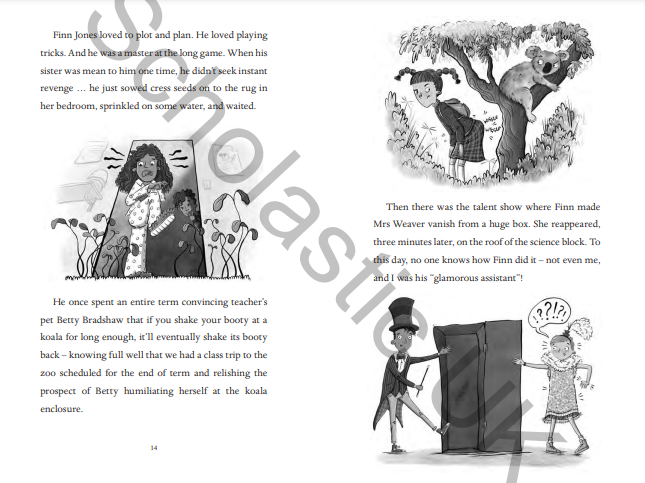 Finn Jones loved to plot and plan. He loved playing
tricks. And he was a master at the long game. When his
sister was mean to him one time, he didn't seek instant
revenge … he just sowed cress seeds on to the rug in
her bedroom, sprinkled on some water, and waited.
He once spent an entire term convincing teacher's
pet Betty Bradshaw that if you shake your booty at a
koala for long enough, it'll eventually shake its booty
back – knowing full well that we had a class trip to the
zoo scheduled for the end of term and relishing the
prospect of Betty humiliating herself at the koala
enclosure.
14
Then there was the talent show where Finn made
Mrs Weaver vanish from a huge box. She reappeared,
three minutes later, on the roof of the science block. To
this day, no one knows how Finn did it – not even me,
and I was his “glamorous assistant”!
!??!?
Scholastic UK